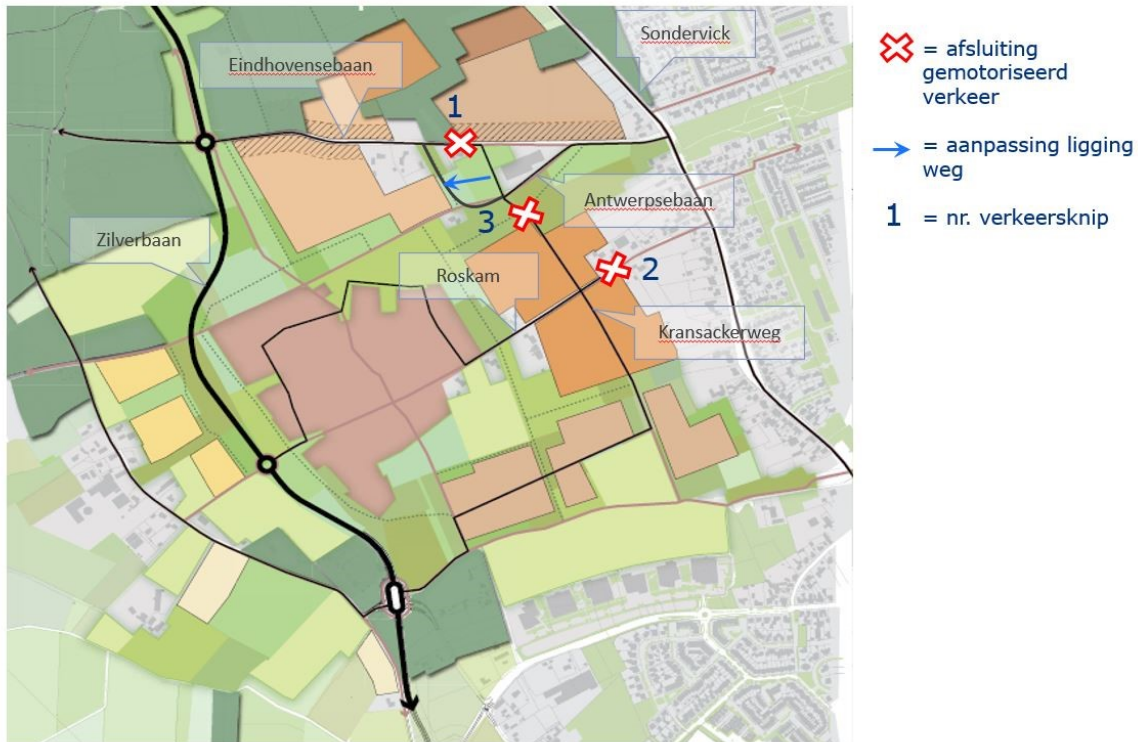 Sondervick
Eindhovensebaan
1
Antwerpsebaan
3
Zilverbaan
Roskam
2
Kransackerweg
= afsluiting
gemotoriseerd
verkeer
= aanpassing ligging
weg
1 = nr. verkeersknip